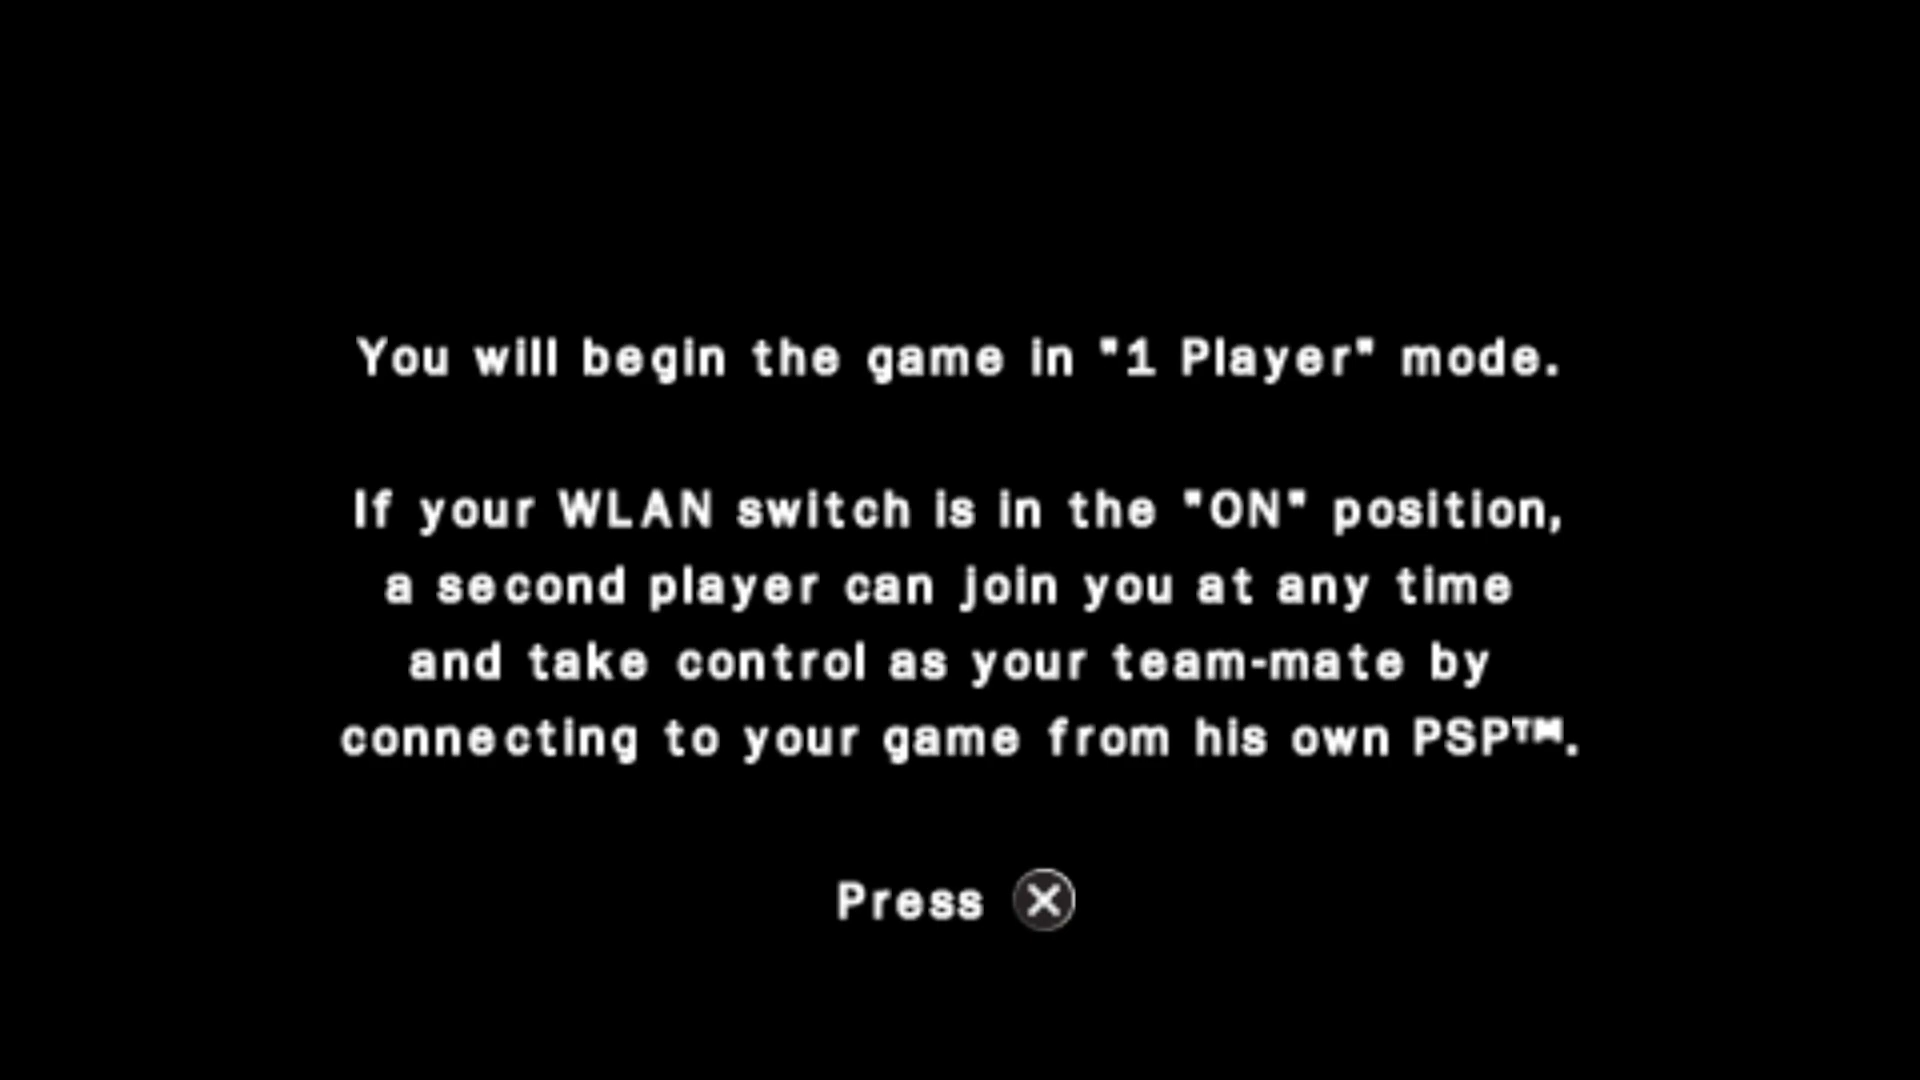 You will begin the game in "1 Player" mode.
If your WLAN switch is in the "ON" position,
a second player can join you at any time
and take control as your team-mate by
connecting to your game from his own PSP™.
Press ⓧ